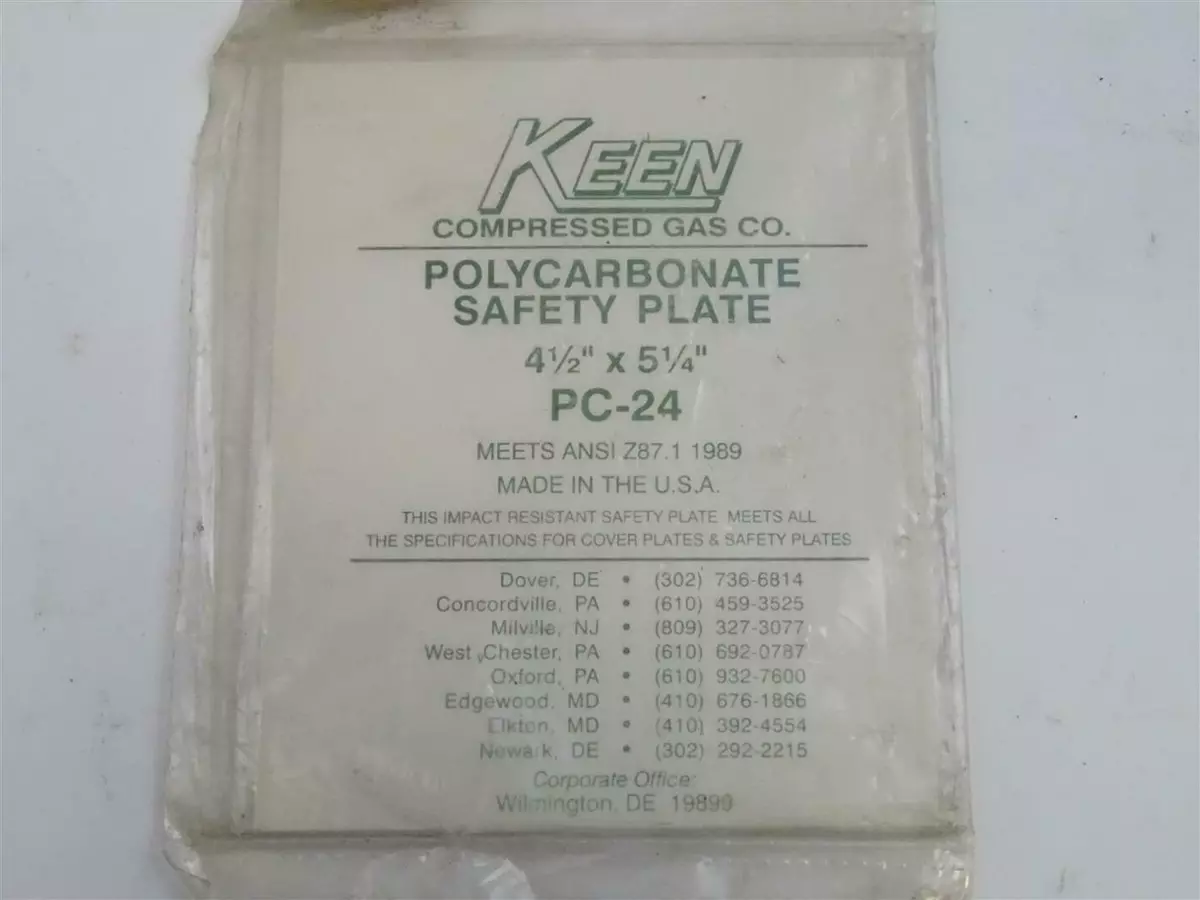 KEEN
COMPRESSED GAS CO.
POLYCARBONATE
SAFETY PLATE
4½" x 5¼"
PC-24
MEETS ANSI Z87.1 1989
MADE IN THE U.S.A.
THIS IMPACT RESISTANT SAFETY PLATE MEETS ALL
THE SPECIFICATIONS FOR COVER PLATES & SAFETY PLATES
Dover, DE • (302) 736-6814
Concordville, PA • (610) 459-3525
Milville, NJ • (809) 327-3077
West Chester, PA • (610) 692-0787
Oxford, PA • (610) 932-7600
Edgewood, MD • (410) 676-1866
Elkton, MD • (410) 392-4554
Newark, DE • (302) 292-2215
Corporate Office:
Wilmington, DE 19899